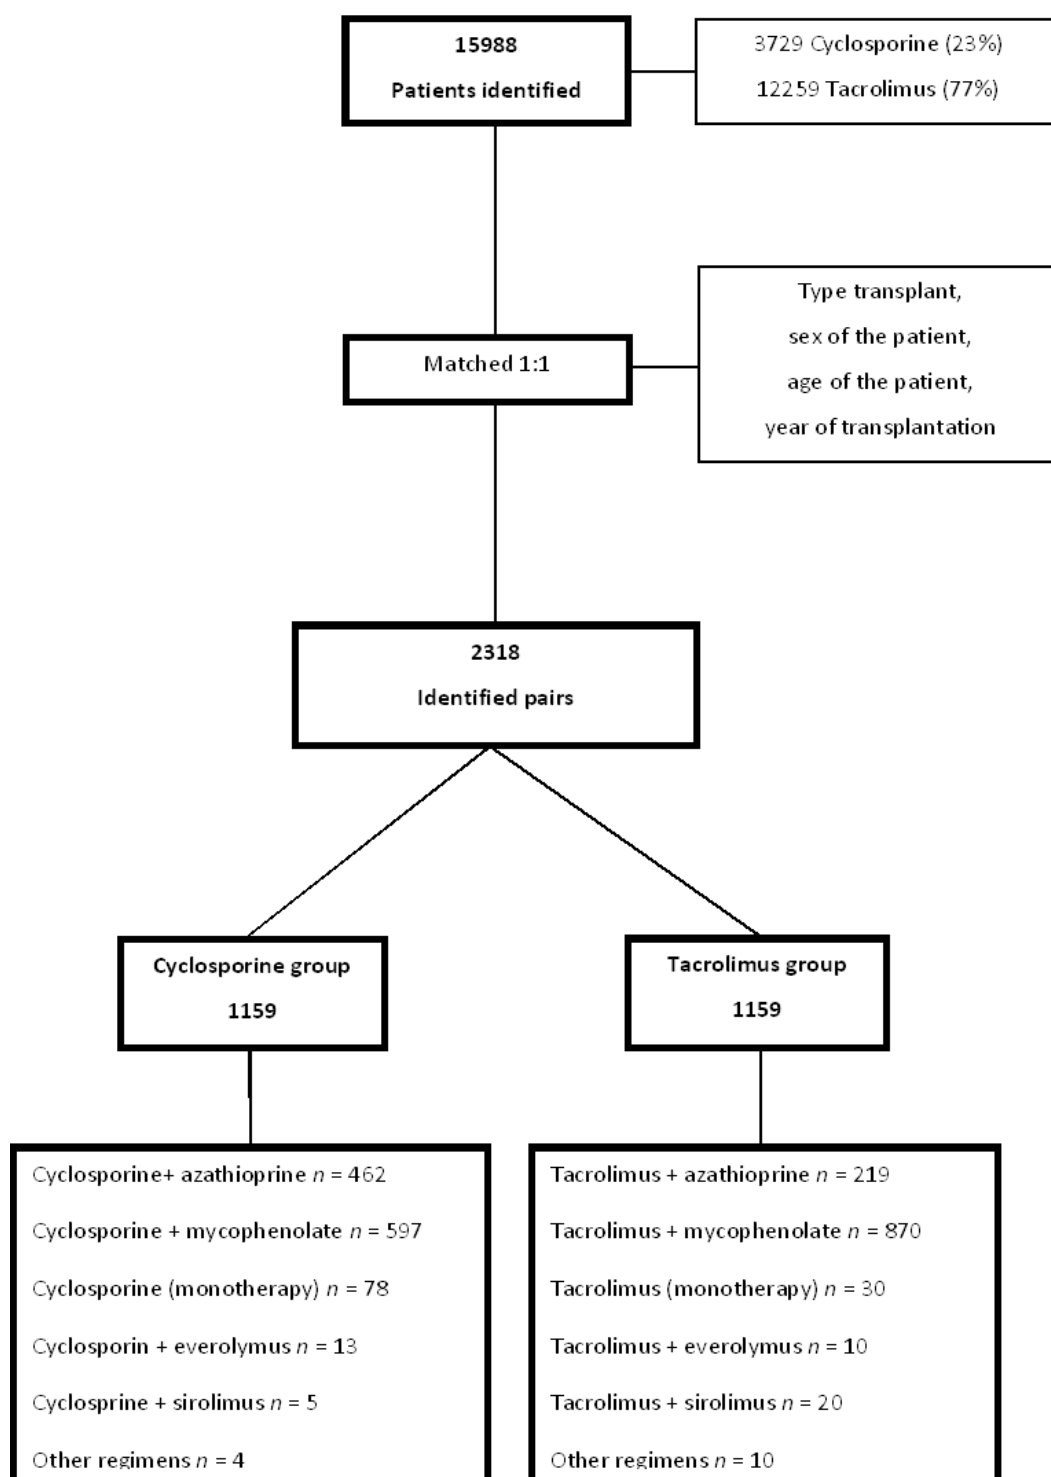 15988
Patients identified
3729 Cyclosporine (23%)
12259 Tacrolimus (77%)
Matched 1:1
Type transplant,
sex of the patient,
age of the patient,
year of transplantation
2318
Identified pairs
Cyclosporine group
1159
Tacrolimus group
1159
Cyclosporine+ azathioprine n = 462
Cyclosporine + mycophenolate n = 597
Cyclosporine (monotherapy) n = 78
Cyclosporin + everolymus n = 13
Cyclosprine + sirolimus n = 5
Other regimens n = 4
Tacrolimus + azathioprine n = 219
Tacrolimus + mycophenolate n = 870
Tacrolimus (monotherapy) n = 30
Tacrolimus + everolymus n = 10
Tacrolimus + sirolimus n = 20
Other regimens n = 10